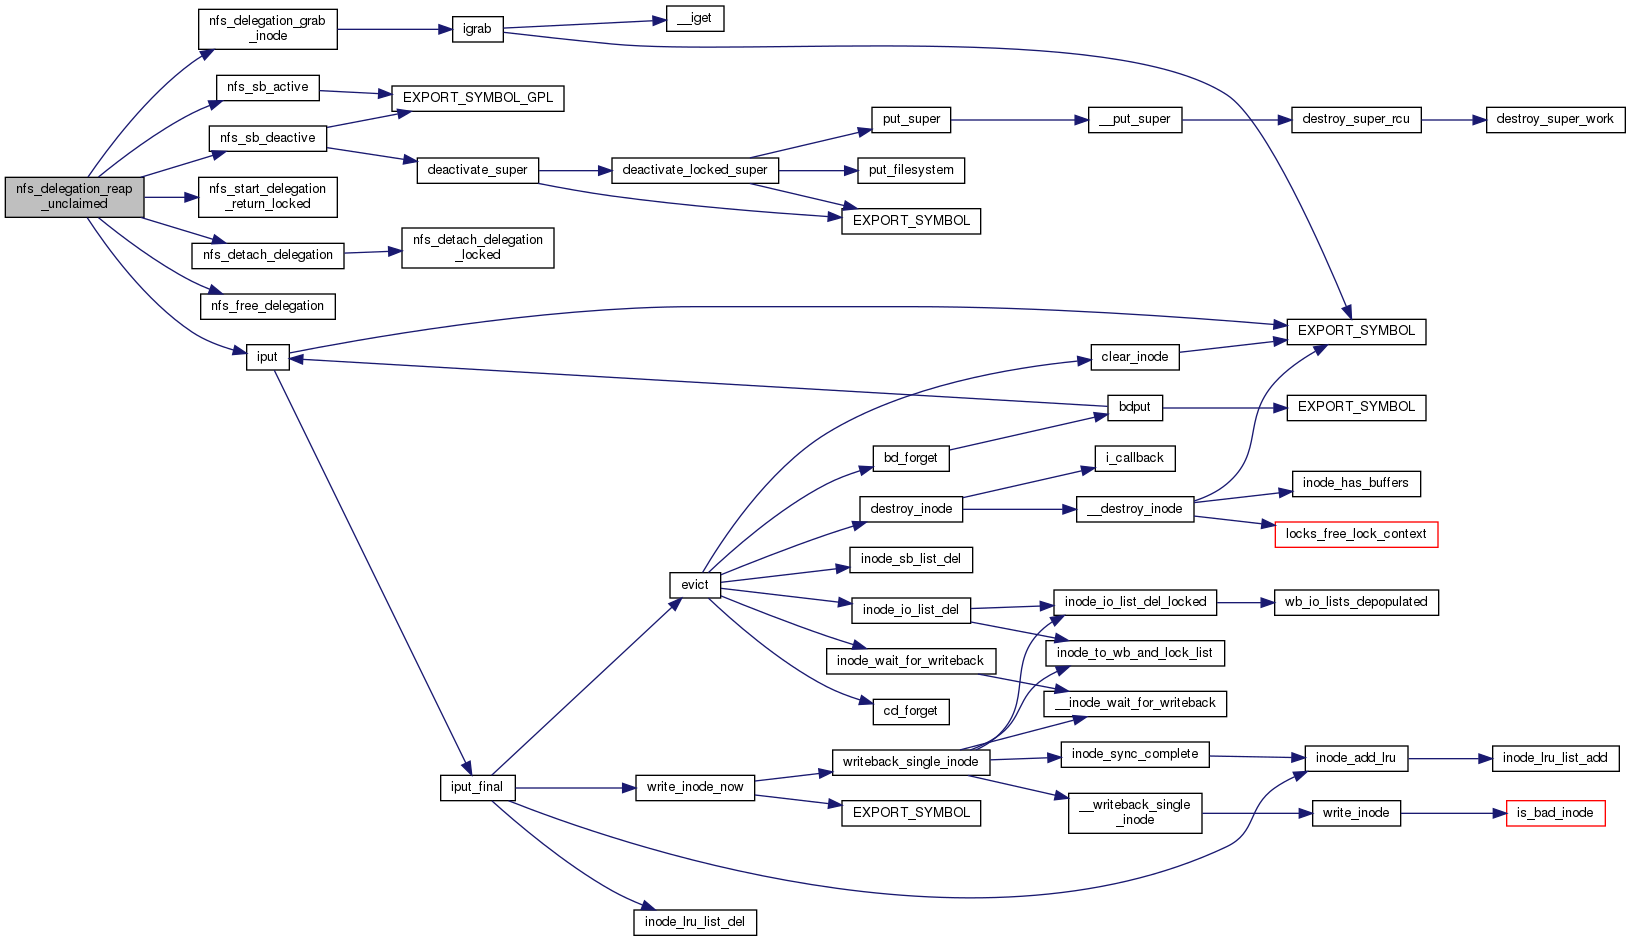 nfs_delegation_reap
_unclaimed
nfs_delegation_grab
_inode
igrab
__iget
nfs_sb_active
EXPORT_SYMBOL_GPL
nfs_sb_deactive
deactivate_super
deactivate_locked_super
put_super
__put_super
destroy_super_rcu
destroy_super_work
put_filesystem
EXPORT_SYMBOL
nfs_start_delegation
_return_locked
nfs_detach_delegation
nfs_detach_delegation
_locked
nfs_free_delegation
iput
EXPORT_SYMBOL
clear_inode
bdput
EXPORT_SYMBOL
bd_forget
i_callback
destroy_inode
__destroy_inode
inode_has_buffers
locks_free_lock_context
evict
inode_sb_list_del
inode_io_list_del
inode_io_list_del_locked
wb_io_lists_depopulated
inode_to_wb_and_lock_list
inode_wait_for_writeback
__inode_wait_for_writeback
cd_forget
iput_final
write_inode_now
writeback_single_inode
inode_sync_complete
inode_add_lru
inode_lru_list_add
EXPORT_SYMBOL
__writeback_single
_inode
write_inode
is_bad_inode
inode_lru_list_del